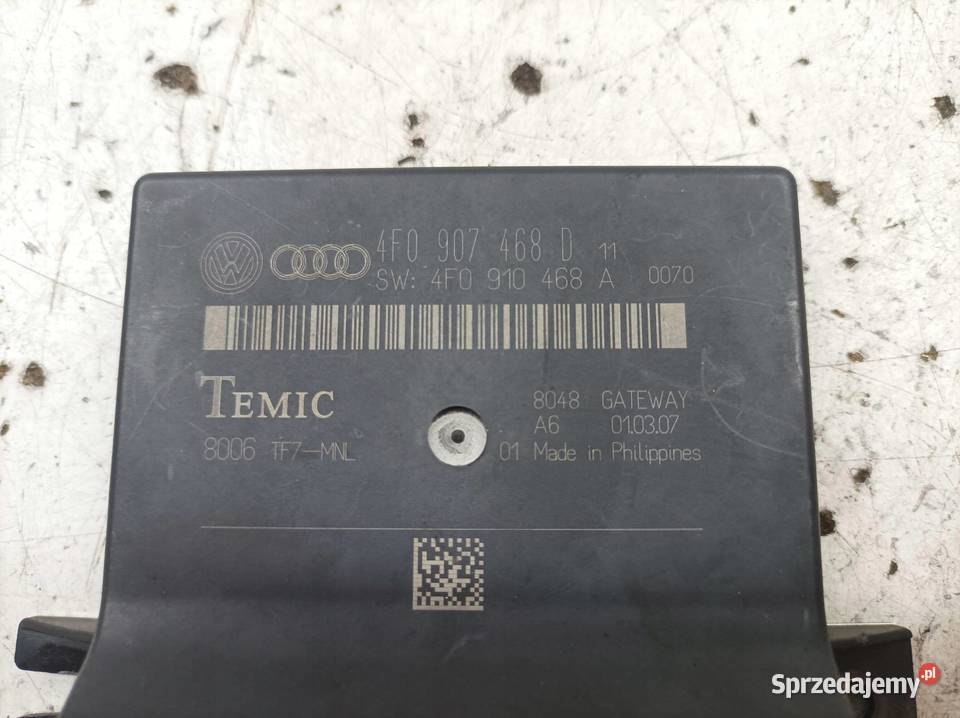 4F0 907 468 D 11
SW: 4F0 910 468 A 0070
TEMIC
8048 GATEWAY
A6 01.03.07
8006 TF7-MNL 01 Made in Philippines
Sprzedajemy.pl